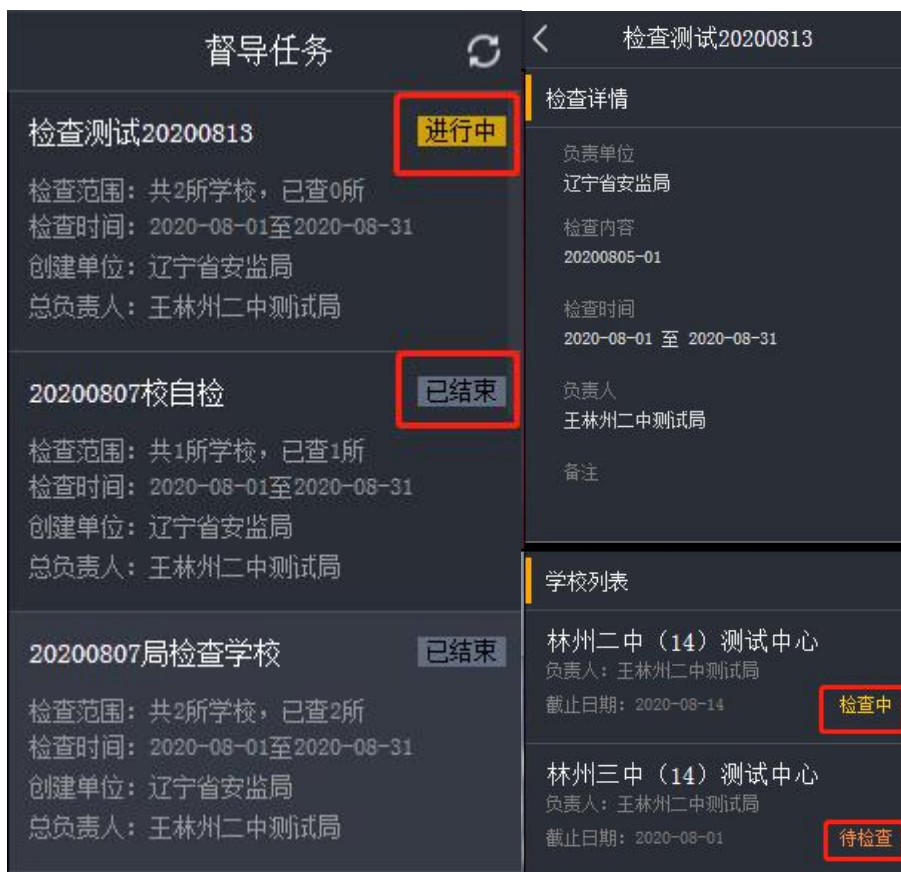 督导任务
检查测试20200813
进行中
检查范围：共2所学校，已查0所
检查时间：2020-08-01至2020-08-31
创建单位：辽宁省安监局
总负责人：王林州二中测试局
20200807校自检
已结束
检查范围：共1所学校，已查1所
检查时间：2020-08-01至2020-08-31
创建单位：辽宁省安监局
总负责人：王林州二中测试局
20200807局检查学校
已结束
检查范围：共2所学校，已查2所
检查时间：2020-08-01至2020-08-31
创建单位：辽宁省安监局
总负责人：王林州二中测试局
检查测试20200813
检查详情
负责单位
辽宁省安监局
检查内容
20200805-01
检查时间
2020-08-01 至 2020-08-31
负责人
王林州二中测试局
备注
学校列表
林州二中（14）测试中心
负责人：王林州二中测试局
截止日期：2020-08-14
检查中
林州三中（14）测试中心
负责人：王林州二中测试局
截止日期：2020-08-01
待检查